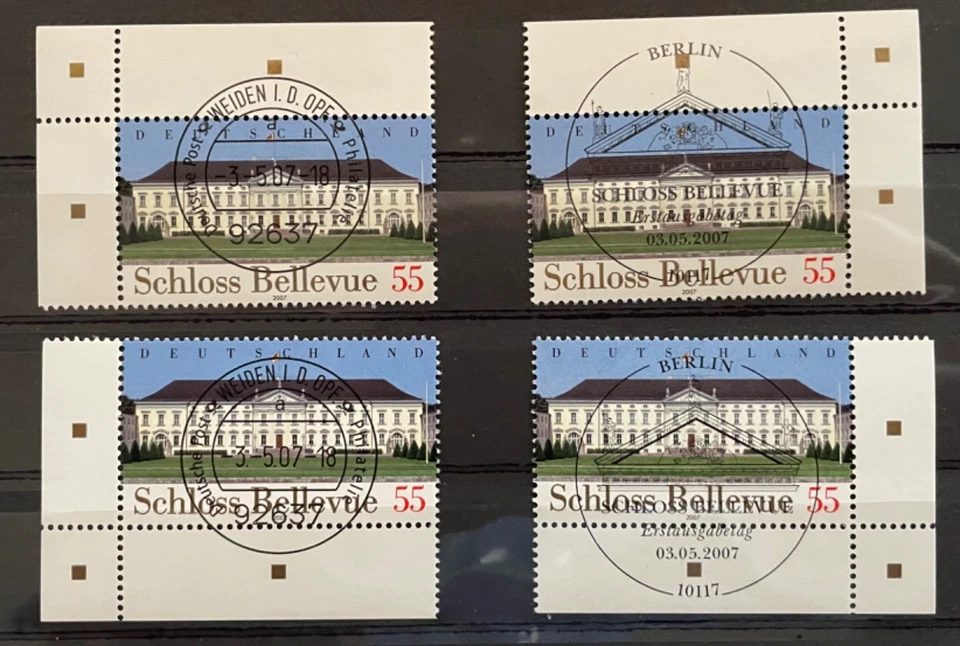 DEUTSCHLAND
WEIDEN I. D. OPF.
Deutsche Post
Philatelie
a
-3.-5.07-18
92637
Schloss Bellevue 55
2007
BERLIN
DEUTSCHLAND
SCHLOSS BELLEVUE
Erstausgabetag
03.05.2007
10117
Schloss Bellevue 55
2007
DEUTSCHLAND
WEIDEN I. D. OPF.
Deutsche Post
Philatelie
a
3.-5.07-18
92637
Schloss Bellevue 55
DEUTSCHLAND
BERLIN
Schloss Bellevue 55
SCHLOSS BELLEVUE
2007
Erstausgabetag
03.05.2007
10117